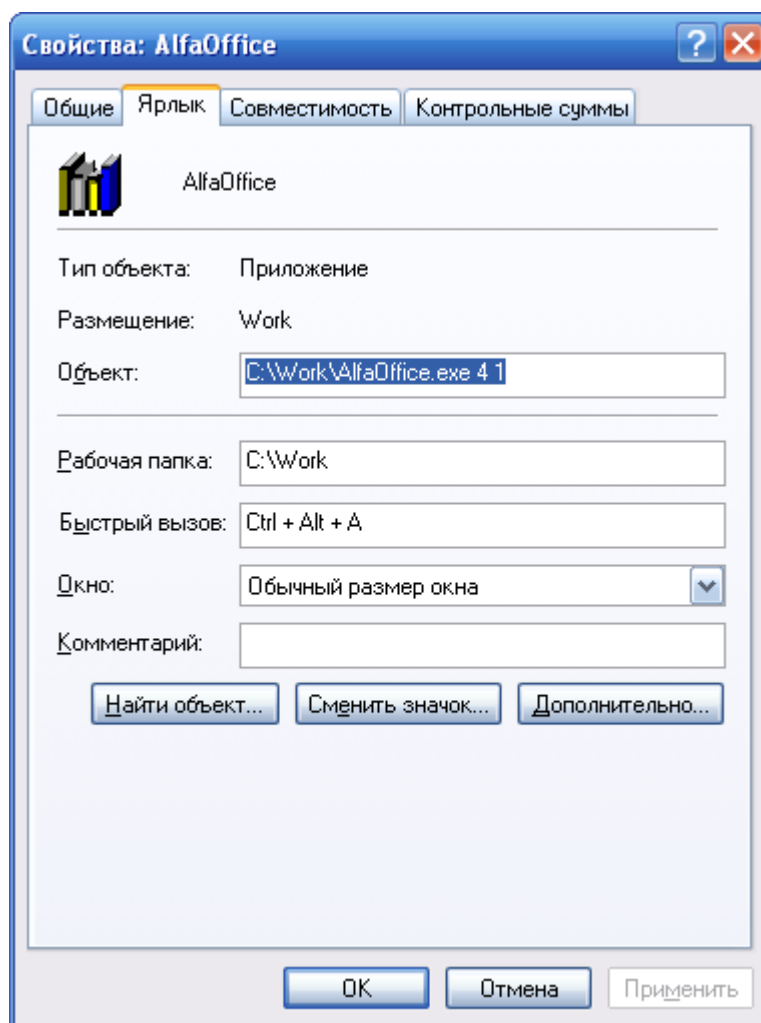 Свойства: AlfaOffice
Общие Ярлык Совместимость Контрольные суммы
AlfaOffice
Тип объекта: Приложение
Размещение: Work
Объект: C:\Work\AlfaOffice.exe 4 1
Рабочая папка: C:\Work
Быстрый вызов: Ctrl + Alt + A
Окно: Обычный размер окна
Комментарий:
Найти объект... Сменить значок... Дополнительно...
OK Отмена Применить